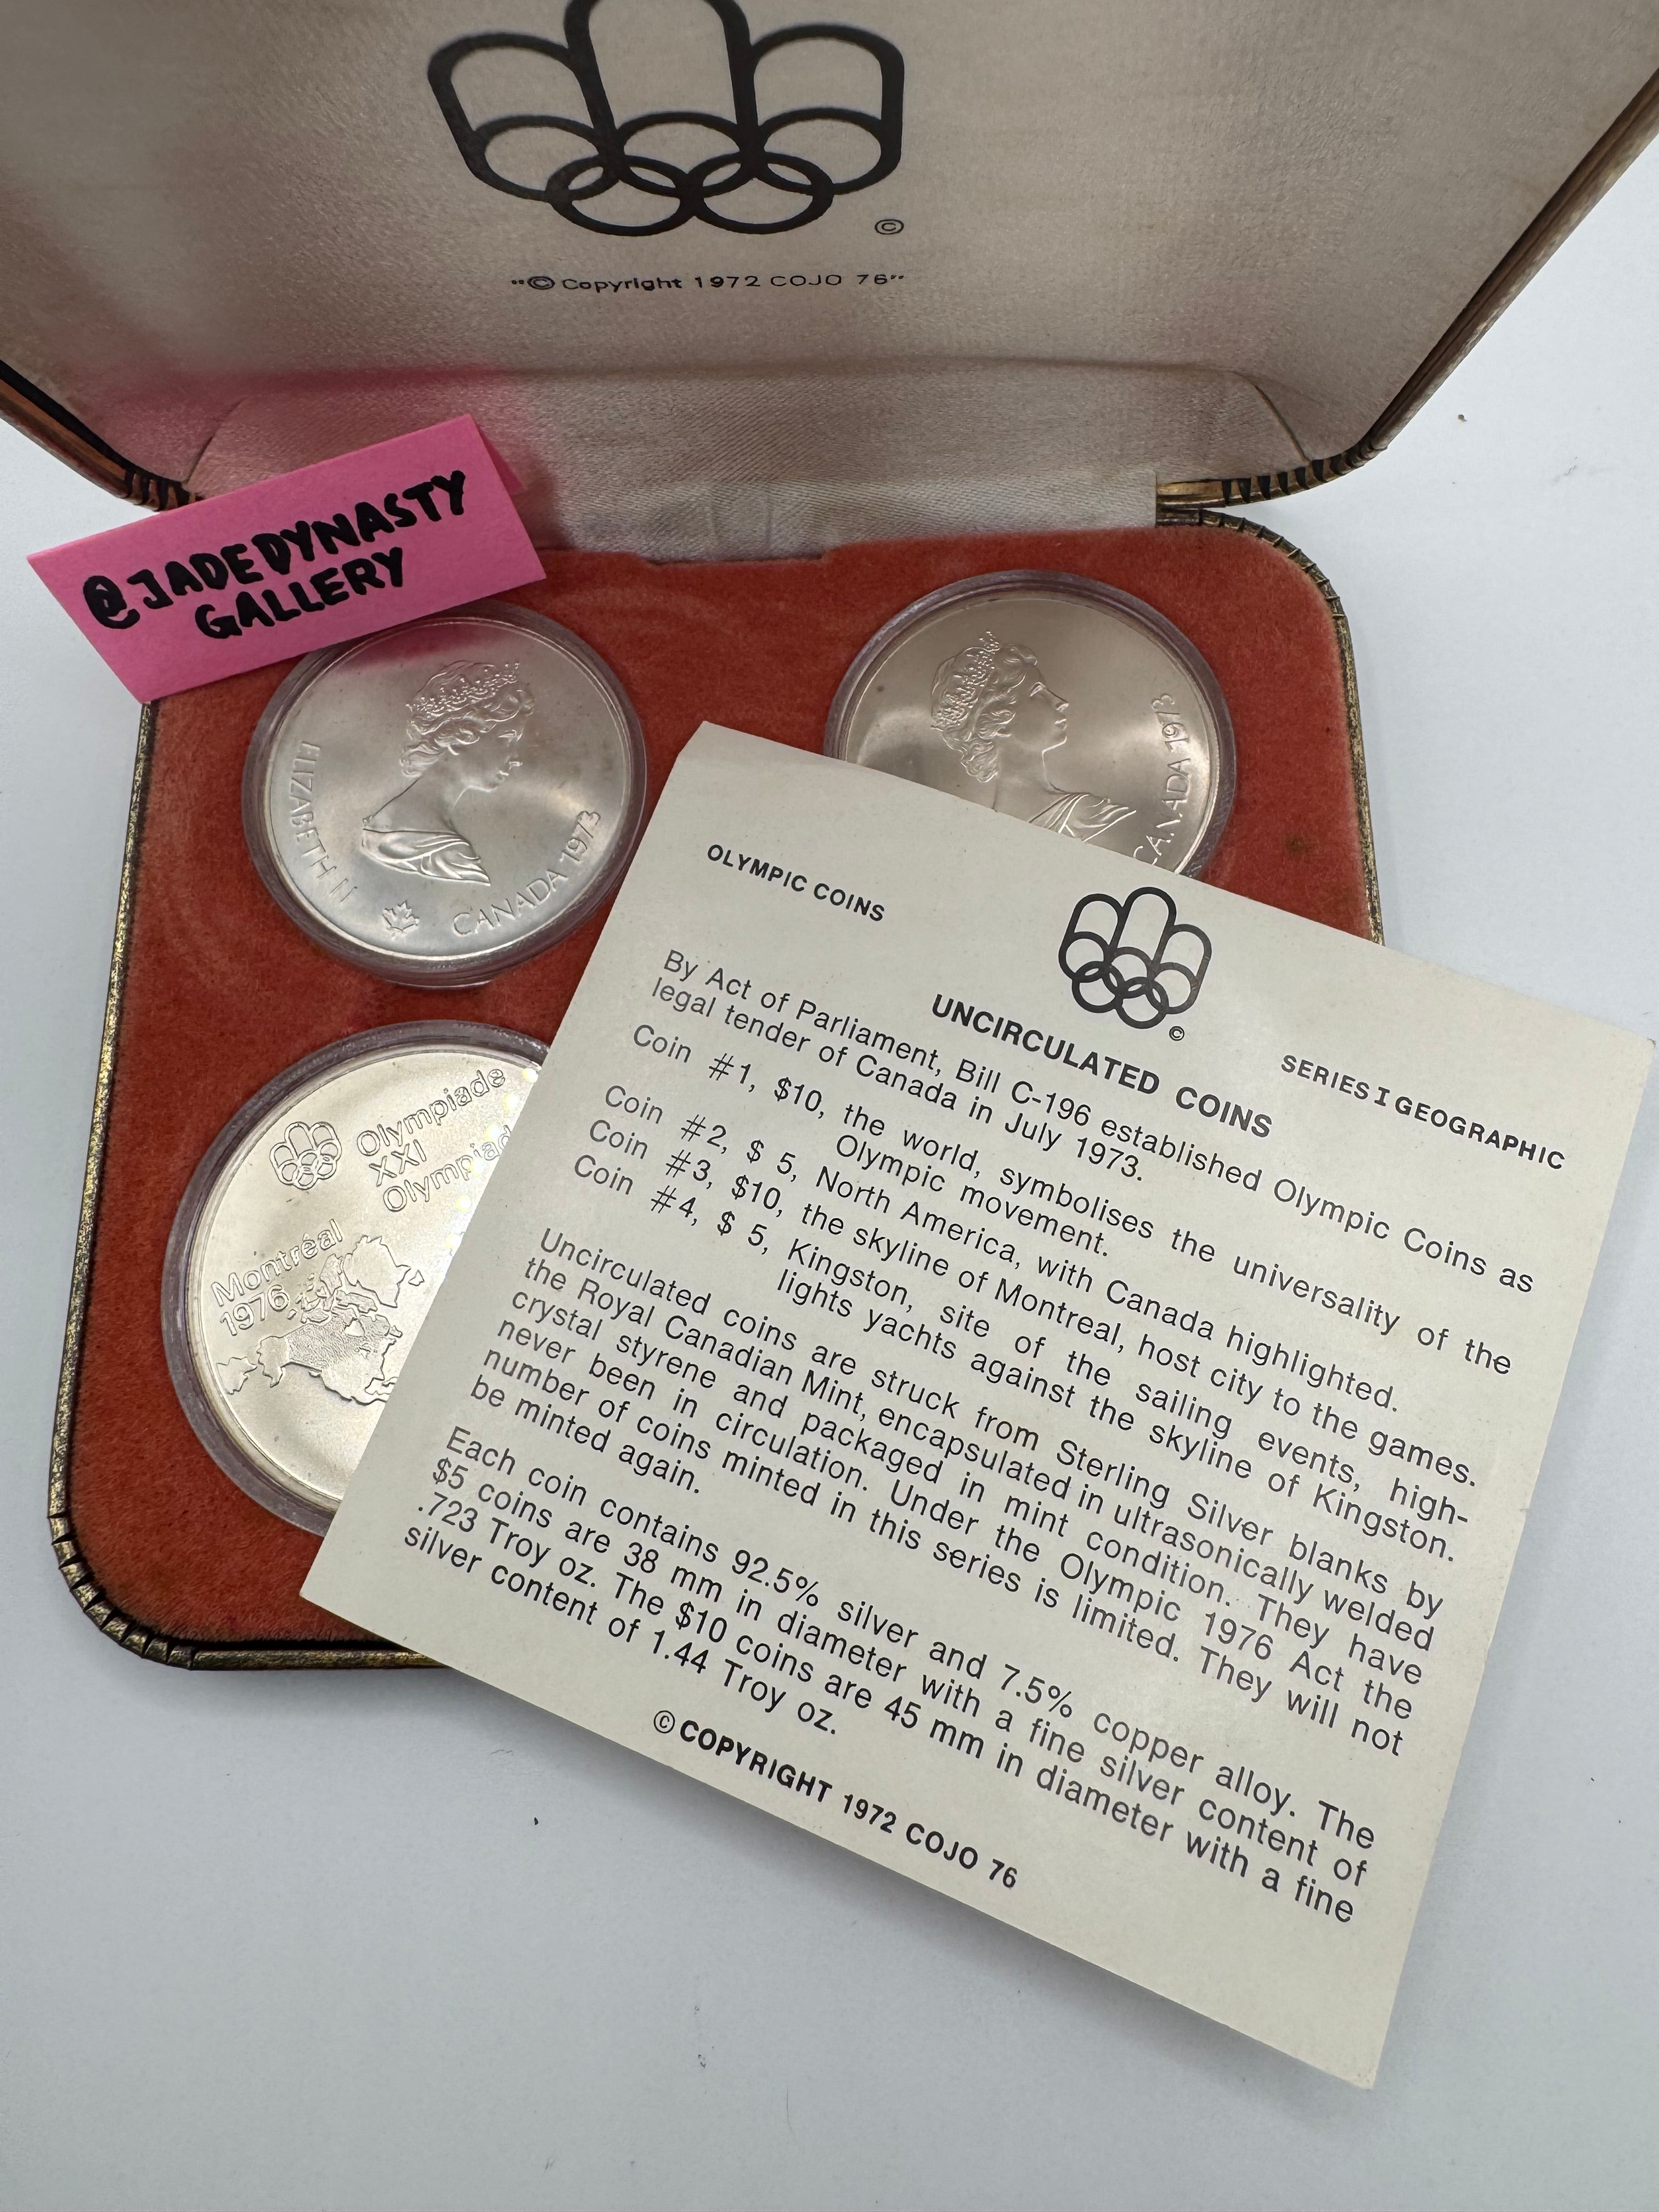 ©
"© Copyright 1972 COJO 76"
@JADEDYNASTY
GALLERY
ELIZABETH II
CANADA 1973
CANADA 1973
Olympiade
XXI
Montréal
1976
OLYMPIC COINS
©
UNCIRCULATED COINS
SERIES I GEOGRAPHIC
By Act of Parliament, Bill C-196 established Olympic Coins as
legal tender of Canada in July 1973.
Coin #1, $10, the world, symbolises the universality of the
Olympic movement.
Coin #2, $ 5, North America, with Canada highlighted.
Coin #3, $10, the skyline of Montreal, host city to the games.
Coin #4, $ 5, Kingston, site of the sailing events, high-
lights yachts against the skyline of Kingston.
Uncirculated coins are struck from Sterling Silver blanks by
the Royal Canadian Mint, encapsulated in ultrasonically welded
crystal styrene and packaged in mint condition. They have
never been in circulation. Under the Olympic 1976 Act the
number of coins minted in this series is limited. They will not
be minted again.
Each coin contains 92.5% silver and 7.5% copper alloy. The
$5 coins are 38 mm in diameter with a fine silver content of
.723 Troy oz. The $10 coins are 45 mm in diameter with a fine
silver content of 1.44 Troy oz.
© COPYRIGHT 1972 COJO 76